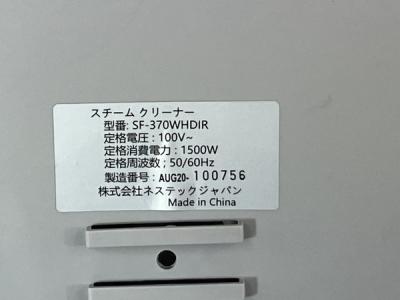 スチーム クリーナー
型番: SF-370WHDIR
定格電圧 : 100V~
定格消費電力 : 1500W
定格周波数 ; 50/60Hz
製造番号 : AUG20- 100756
株式会社ネステックジャパン
Made in China